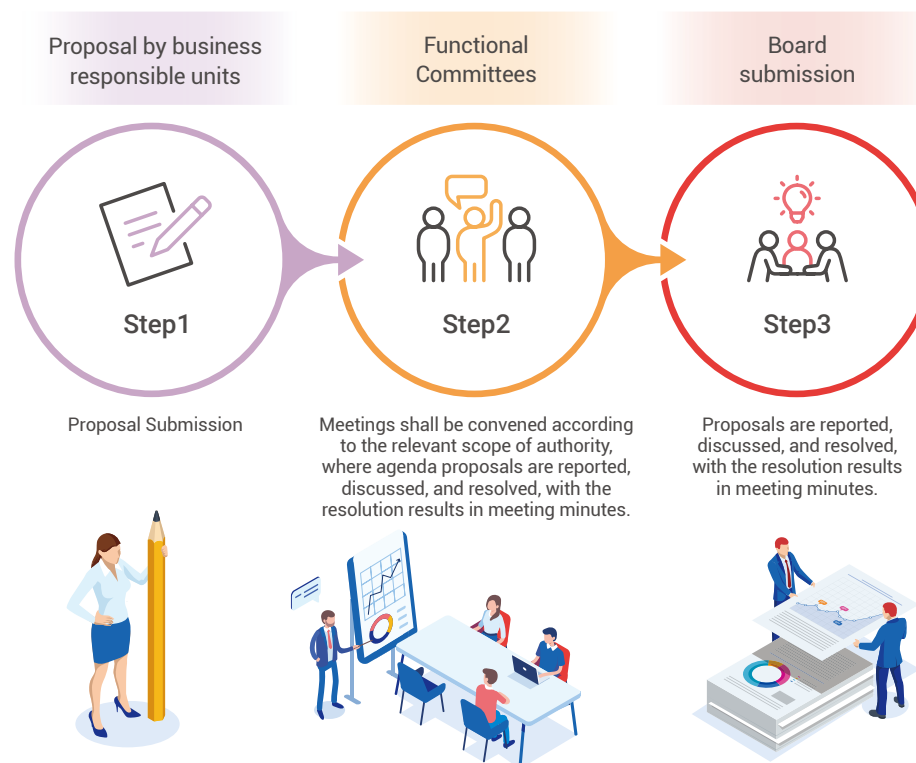 Proposal by business
responsible units
Functional
Committees
Board
submission
Step1
Step2
Step3
Proposal Submission
Meetings shall be convened according
to the relevant scope of authority,
where agenda proposals are reported,
discussed, and resolved, with the
resolution results in meeting minutes.
Proposals are reported,
discussed, and resolved,
with the resolution results
in meeting minutes.